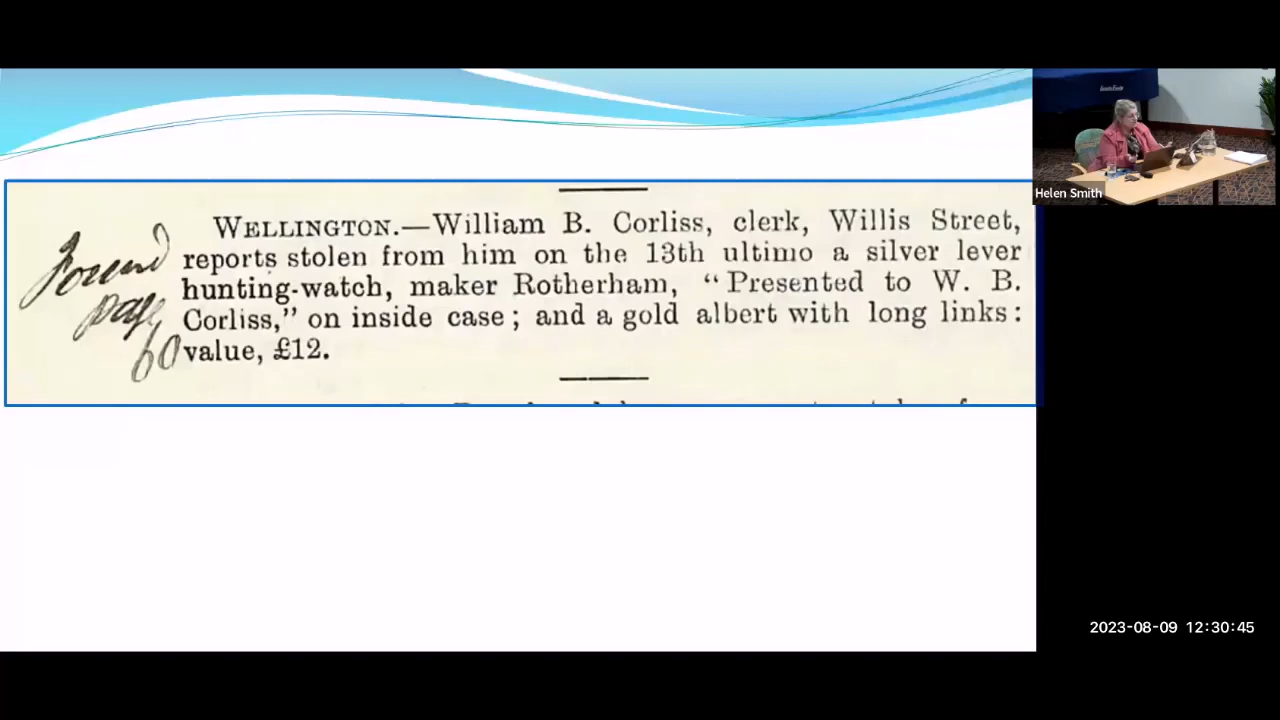 WELLINGTON.—William B. Corliss, clerk, Willis Street,
reports stolen from him on the 13th ultimo a silver lever
hunting-watch, maker Rotherham, “Presented to W. B.
Corliss,” on inside case; and a gold albert with long links:
value, £12.
Found
page
60
Helen Smith
2023-08-09 12:30:45